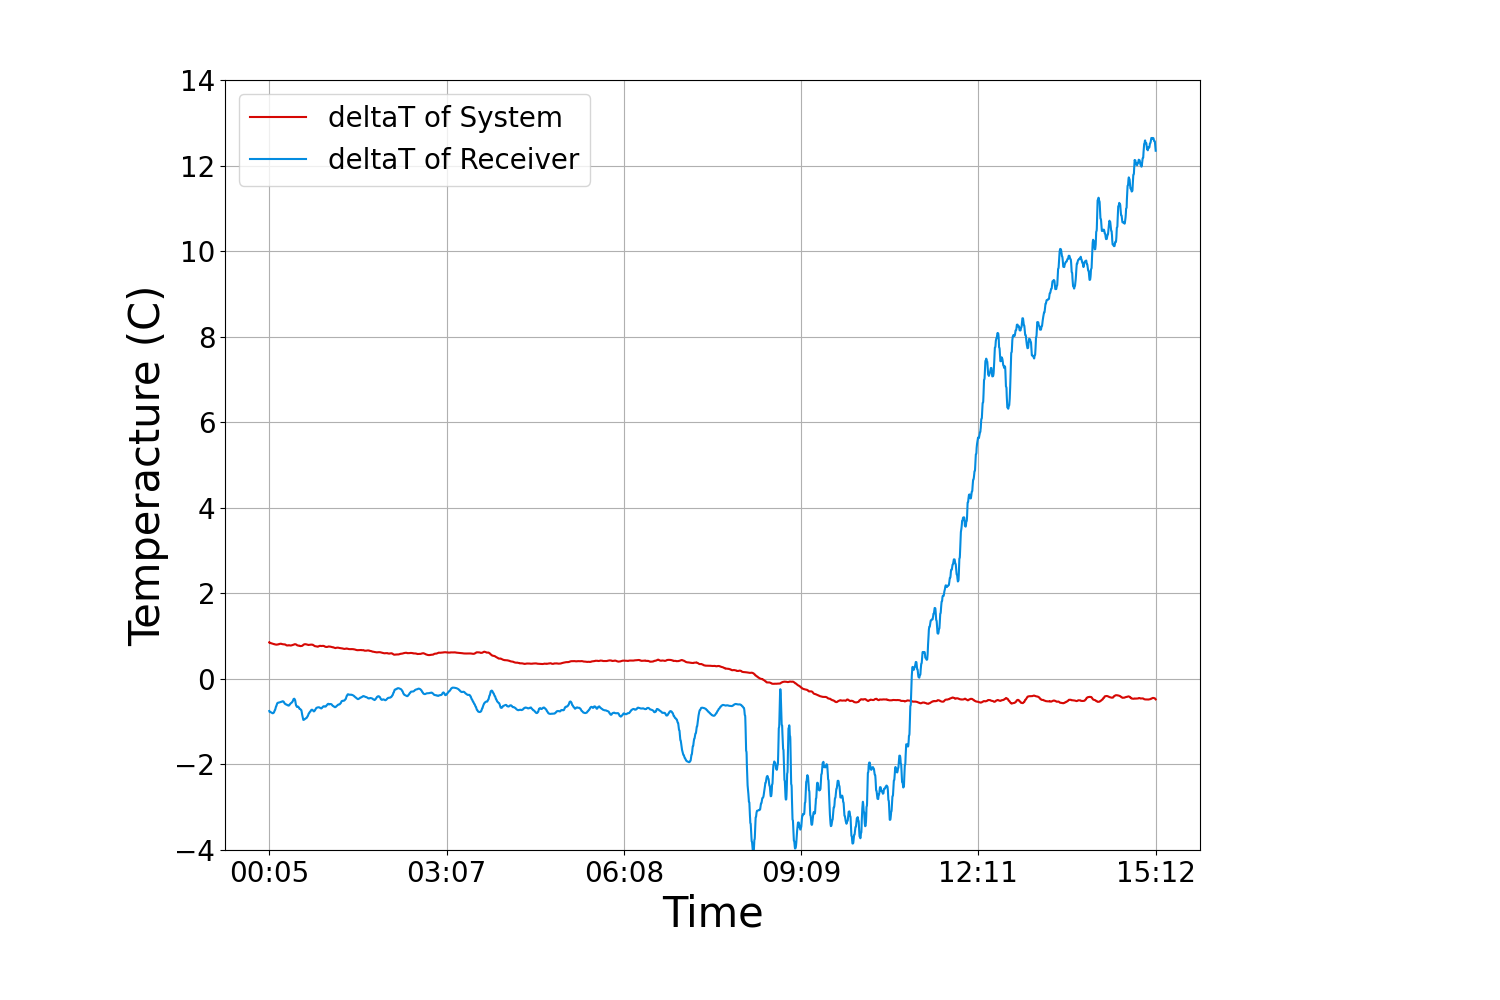 14
12
10
8
6
4
2
0
−2
−4
deltaT of System
deltaT of Receiver
Temperacture (C)
00:05 03:07 06:08 09:09 12:11 15:12
Time